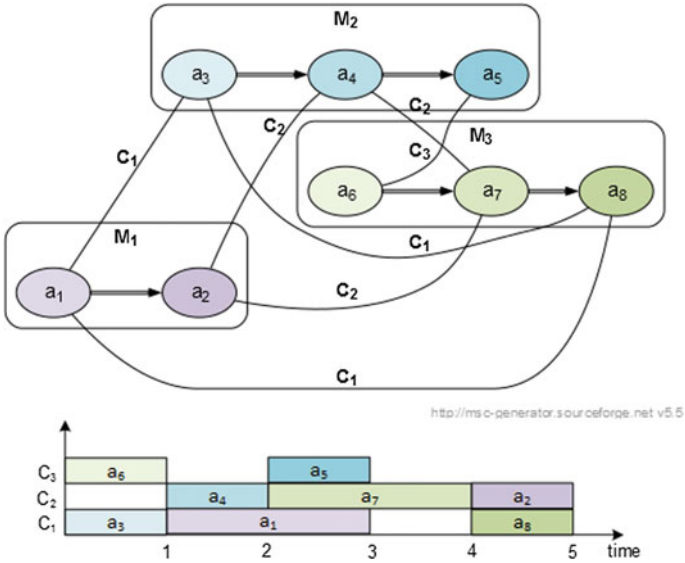 M₂
a₃ a₄ a₅
C₂
C₂
M₃
C₁
C₃
a₆ a₇ a₈
M₁
C₁
a₁ a₂
C₂
C₁
http://msc-generator.sourceforge.net v5.5
C₃ a₆ a₅
C₂ a₄ a₇ a₂
C₁ a₃ a₁ a₈
1 2 3 4 5 time